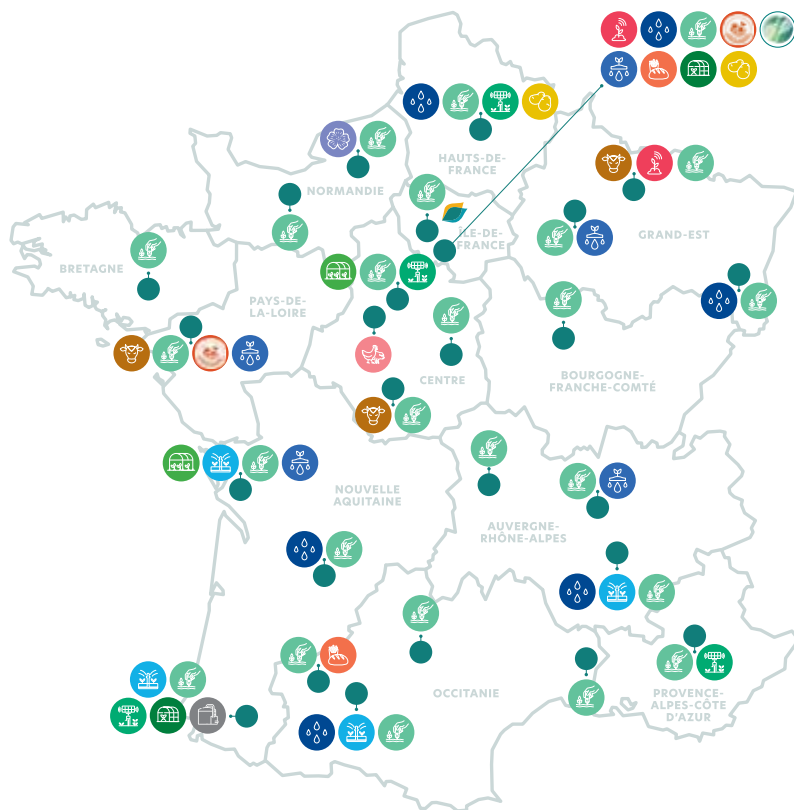 HAUTS-DE-
FRANCE
NORMANDIE
ÎLE-DE-
FRANCE
GRAND-EST
BRETAGNE
PAYS-DE-
LA-LOIRE
CENTRE
BOURGOGNE-
FRANCHE-COMTÉ
NOUVELLE
AQUITAINE
AUVERGNE-
RHÔNE-ALPES
OCCITANIE
PROVENCE-
ALPES-CÔTE
D'AZUR